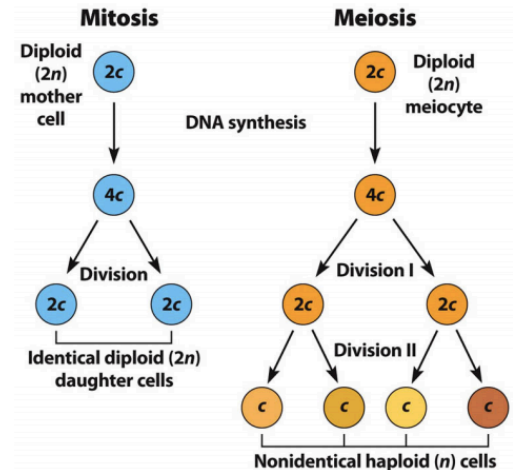 Mitosis
Meiosis
Diploid
(2n)
mother
cell
2c
2c
Diploid
(2n)
meiocyte
DNA synthesis
4c
4c
Division
Division I
2c
2c
2c
2c
Identical diploid (2n)
daughter cells
Division II
c
c
c
c
Nonidentical haploid (n) cells